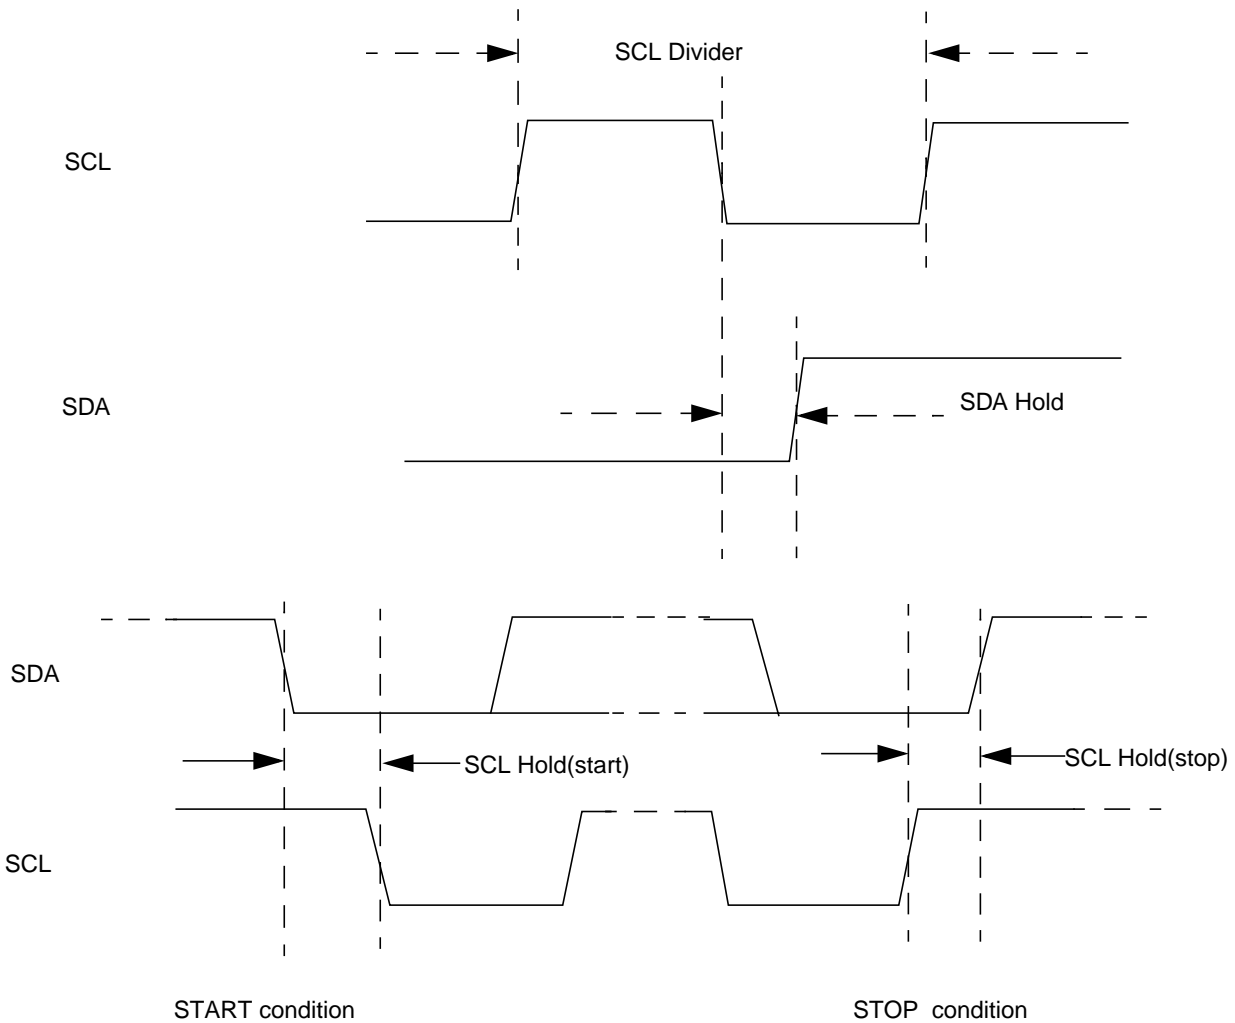 SCL Divider
SCL
SDA
SDA Hold
SDA
SCL Hold(start)
SCL Hold(stop)
SCL
START condition
STOP condition